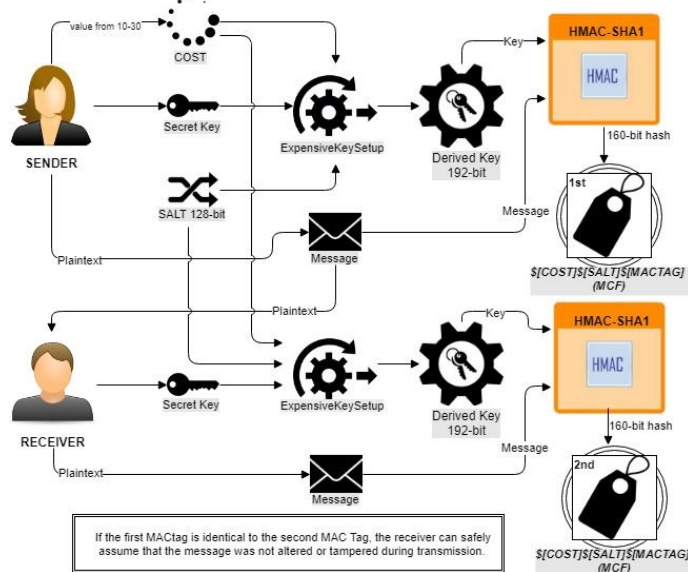 value from 10-30
COST
Key
HMAC-SHA1
HMAC
SENDER
Secret Key
ExpensiveKeySetup
Derived Key
192-bit
160-bit hash
SALT 128-bit
1st
Message
Plaintext
Message
$[COST]$[SALT]$[MACTAG]
(MCF)
Plaintext
Key
HMAC-SHA1
HMAC
RECEIVER
Secret Key
ExpensiveKeySetup
Derived Key
192-bit
160-bit hash
Message
Plaintext
Message
2nd
$[COST]$[SALT]$[MACTAG]
(MCF)
If the first MACtag is identical to the second MAC Tag, the receiver can safely
assume that the message was not altered or tampered during transmission.